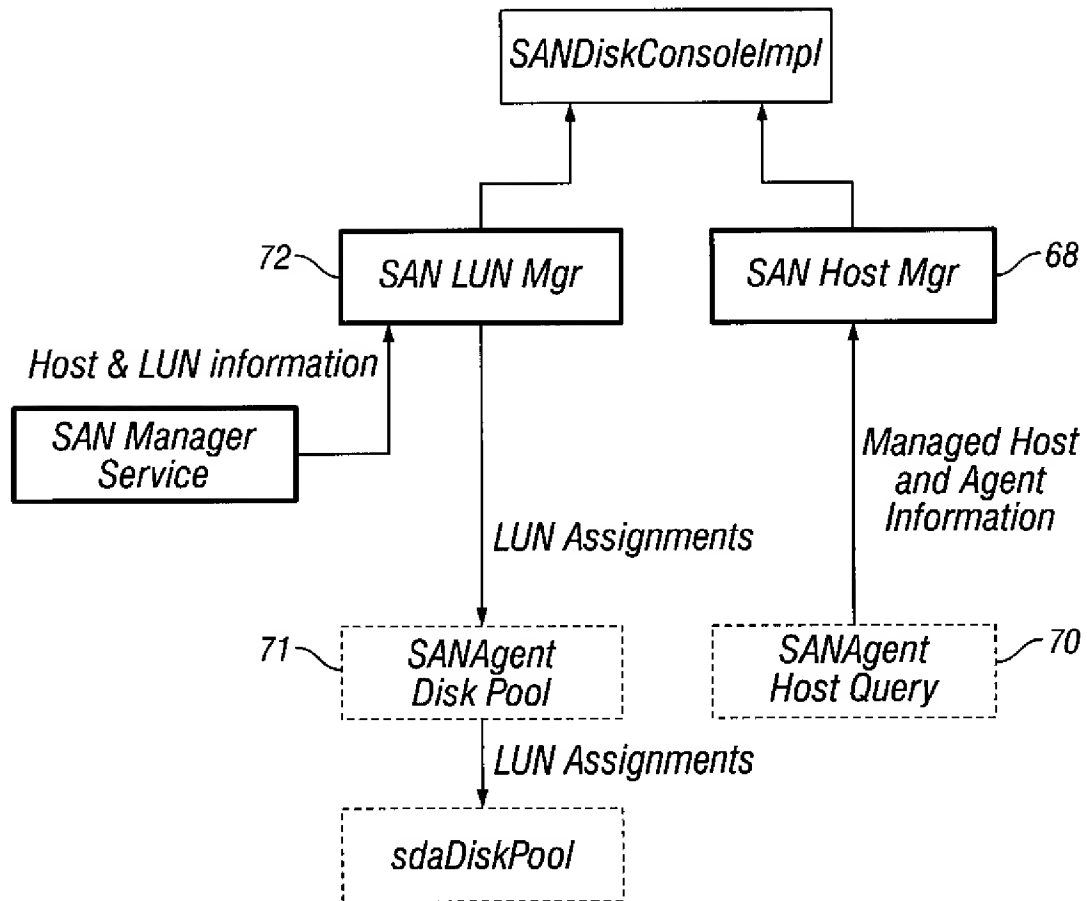 SANDiskConsoleImpl
72
SAN LUN Mgr
SAN Host Mgr
68
Host & LUN information
SAN Manager
Service
Managed Host
and Agent
Information
LUN Assignments
71
SANAgent
Disk Pool
SANAgent
Host Query
70
LUN Assignments
sdaDiskPool